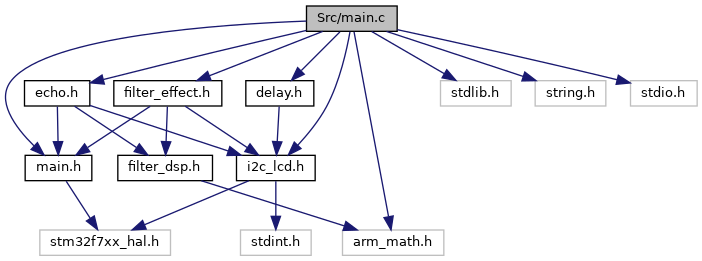 Src/main.c
echo.h
filter_effect.h
delay.h
stdlib.h
string.h
stdio.h
main.h
filter_dsp.h
i2c_lcd.h
stm32f7xx_hal.h
stdint.h
arm_math.h